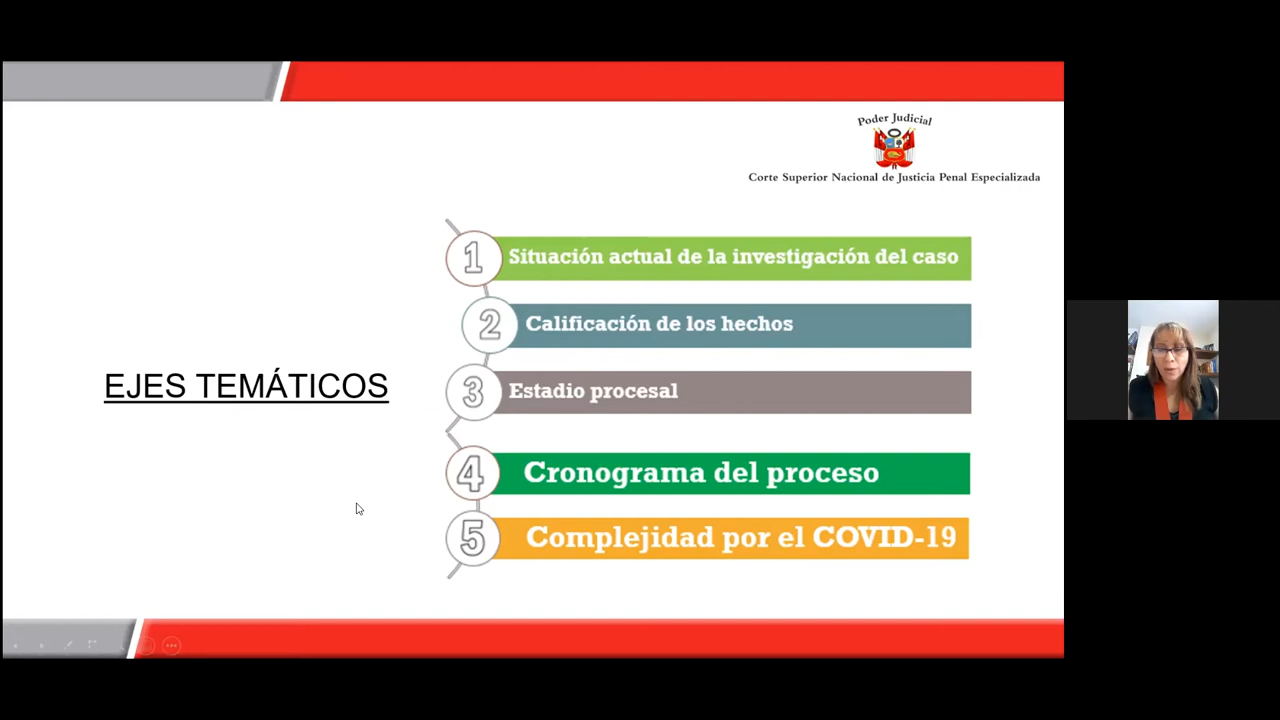 Poder Judicial
Corte Superior Nacional de Justicia Penal Especializada
EJES TEMÁTICOS
1 Situación actual de la investigación del caso
2 Calificación de los hechos
3 Estadio procesal
4 Cronograma del proceso
5 Complejidad por el COVID-19